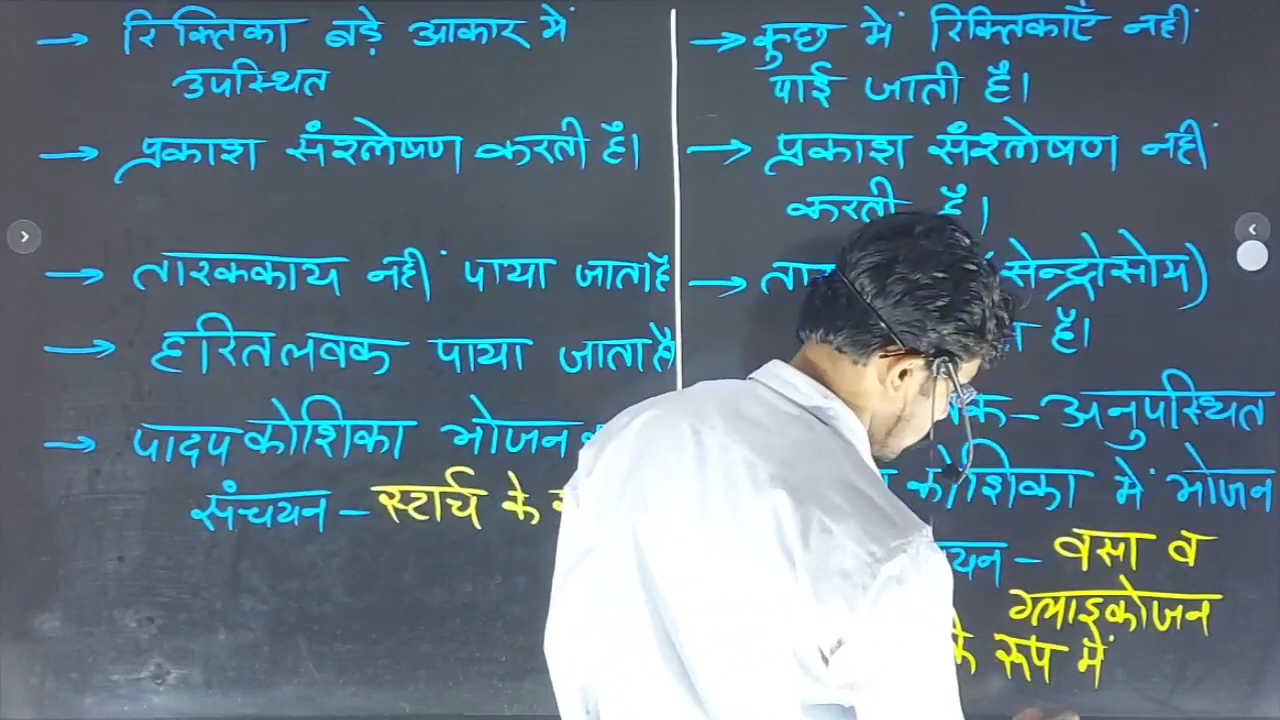 → रिक्तिका बड़े आकार में
उपस्थित
→ प्रकाश संश्लेषण करती हैं।
→ तारककाय नहीं पाया जाता है
→ हरितलवक पाया जाता है
→ पादप कोशिका भोजन
संचयन – स्टार्च के
→ कुछ में रिक्तिकाएँ नहीं
पाई जाती हैं।
→ प्रकाश संश्लेषण नहीं
करती हैं।
→ (सेन्ट्रोसोय)
हैं।
– अनुपस्थित
कोशिका में भोजन
– वसा व
ग्लाइकोजन
के रूप में